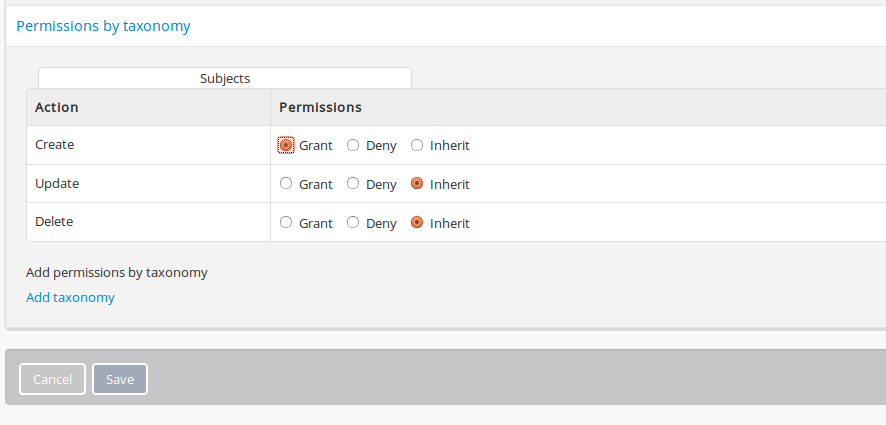 Permissions by taxonomy
Subjects
Action Permissions
Create Grant Deny Inherit
Update Grant Deny Inherit
Delete Grant Deny Inherit
Add permissions by taxonomy
Add taxonomy
Cancel Save